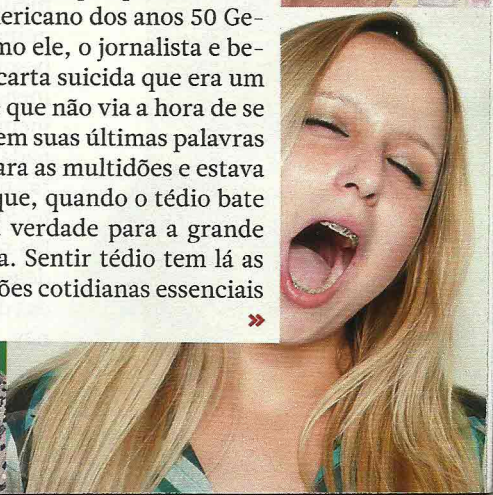 ericano dos anos 50 Ge-
mo ele, o jornalista e be-
carta suicida que era um
que não via a hora de se
em suas últimas palavras
ara as multidões e estava
que, quando o tédio bate
verdade para a grande
a. Sentir tédio tem lá as
ões cotidianas essenciais
»